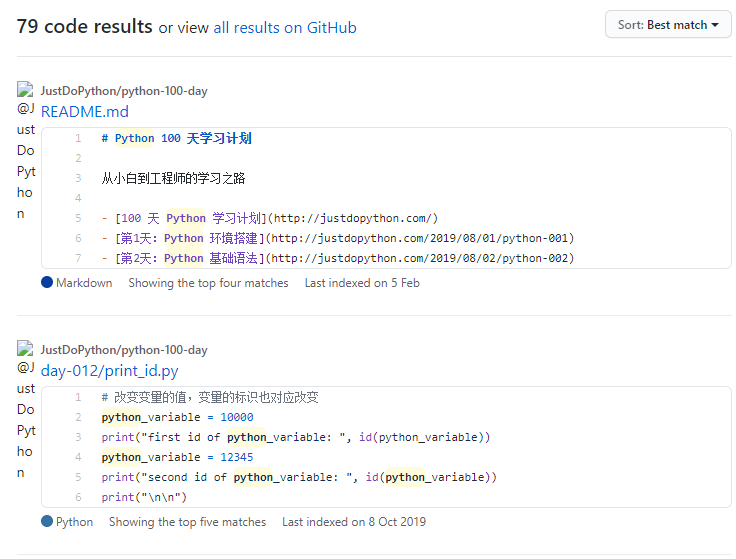 79 code results or view all results on GitHub
Sort: Best match
@JustDoPython
JustDoPython/python-100-day
README.md
1 # Python 100 天学习计划
2
3 从小白到工程师的学习之路
4
5 - [100 天 Python 学习计划](http://justdopython.com/)
6 - [第1天: Python 环境搭建](http://justdopython.com/2019/08/01/python-001)
7 - [第2天: Python 基础语法](http://justdopython.com/2019/08/02/python-002)
Markdown Showing the top four matches Last indexed on 5 Feb
@JustDoPython
JustDoPython/python-100-day
day-012/print_id.py
1 # 改变变量的值，变量的标识也对应改变
2 python_variable = 10000
3 print("first id of python_variable: ", id(python_variable))
4 python_variable = 12345
5 print("second id of python_variable: ", id(python_variable))
6 print("\n\n")
Python Showing the top five matches Last indexed on 8 Oct 2019